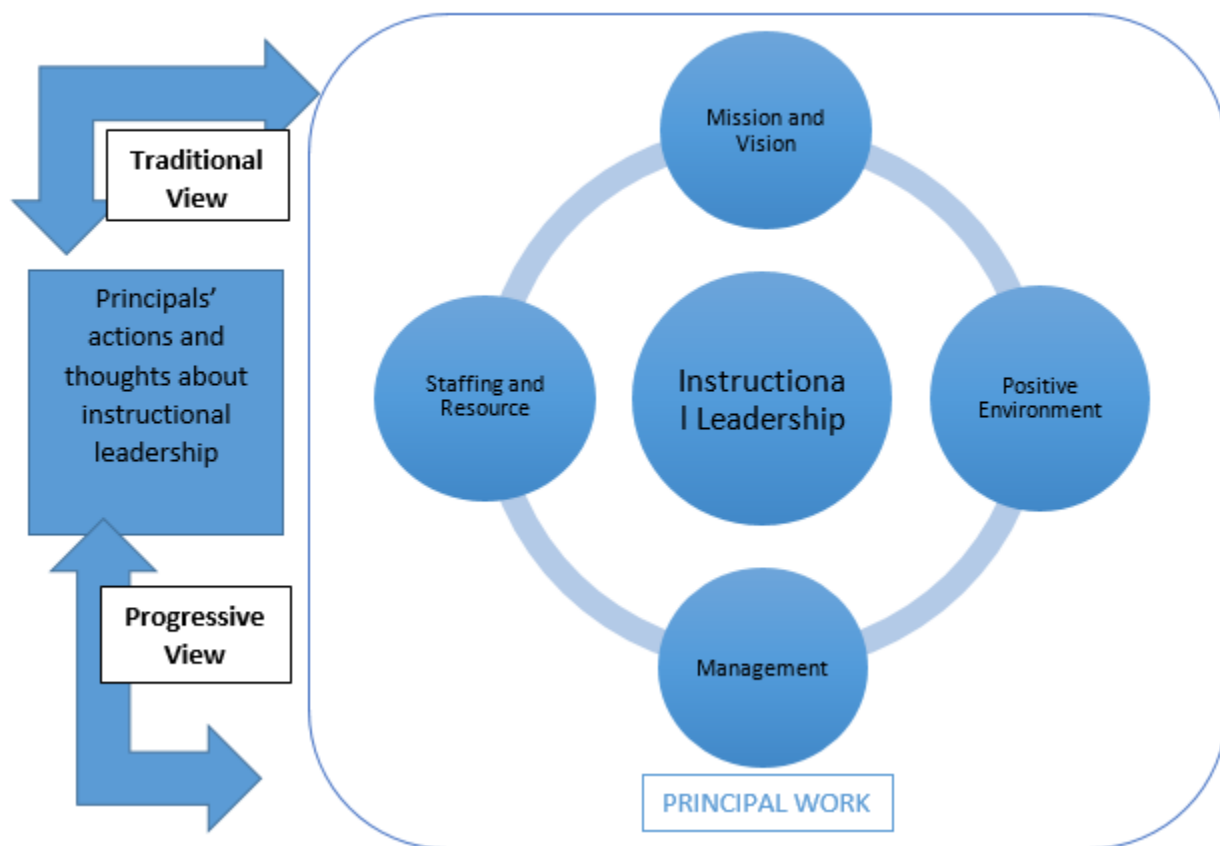 Traditional
View
Principals’
actions and
thoughts about
instructional
leadership
Progressive
View
Mission and
Vision
Staffing and
Resource
Instructiona
l Leadership
Positive
Environment
Management
PRINCIPAL WORK